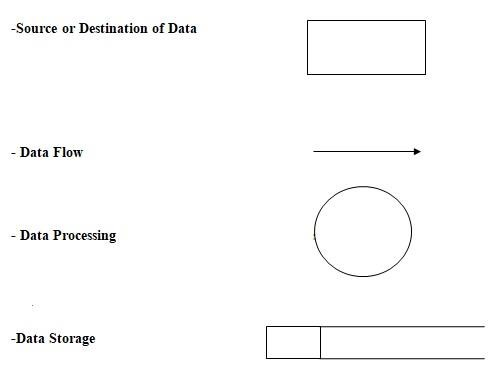 -Source or Destination of Data
- Data Flow
- Data Processing
-Data Storage